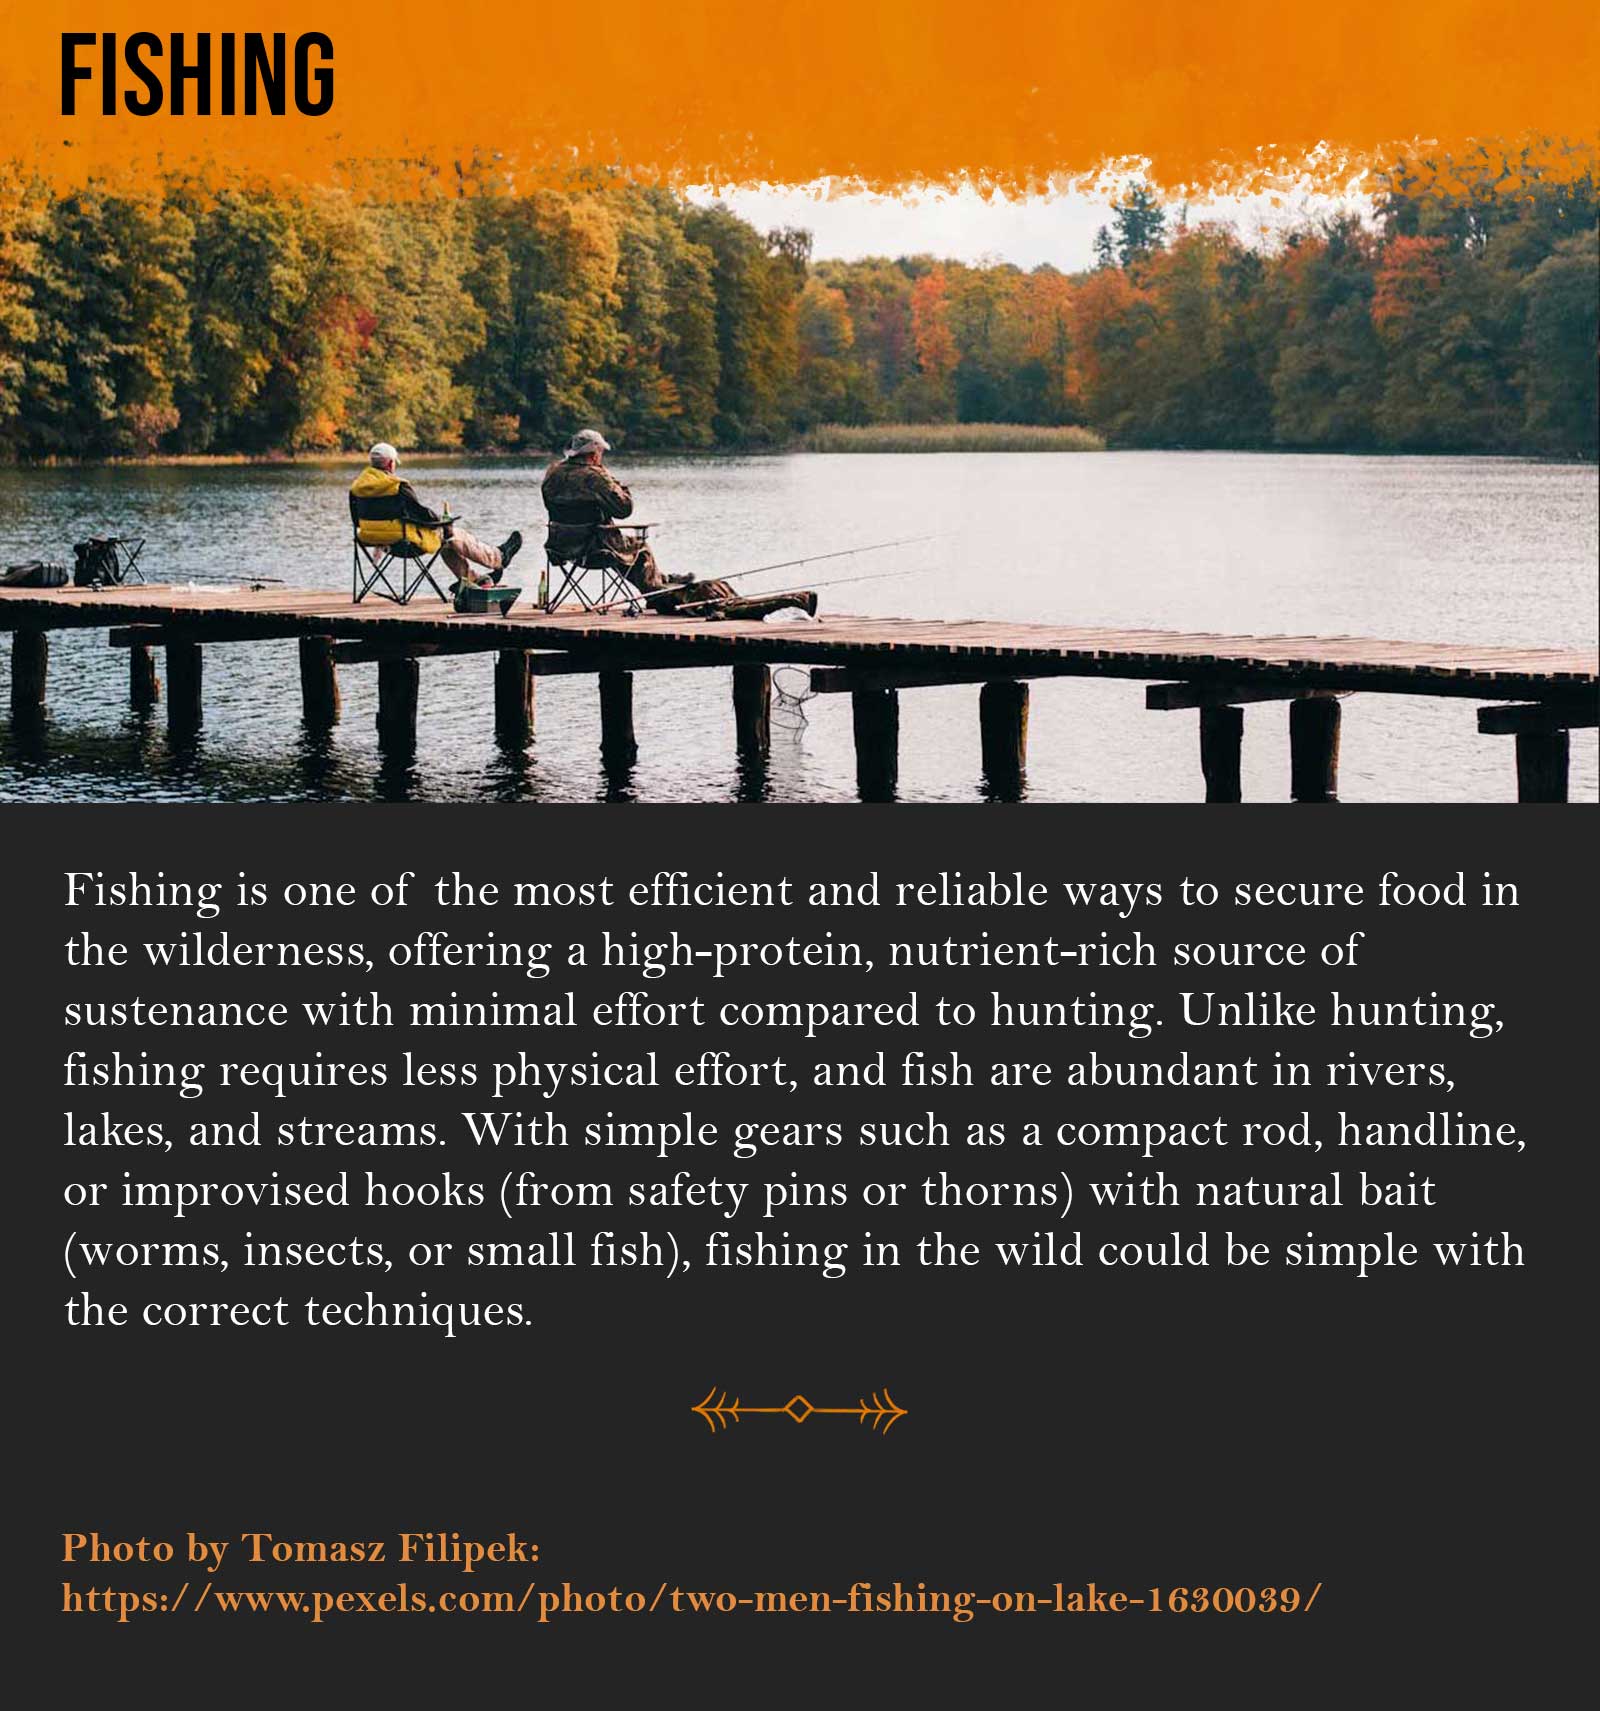 FISHING
Fishing is one of the most efficient and reliable ways to secure food in
the wilderness, offering a high-protein, nutrient-rich source of
sustenance with minimal effort compared to hunting. Unlike hunting,
fishing requires less physical effort, and fish are abundant in rivers,
lakes, and streams. With simple gears such as a compact rod, handline,
or improvised hooks (from safety pins or thorns) with natural bait
(worms, insects, or small fish), fishing in the wild could be simple with
the correct techniques.
Photo by Tomasz Filipek:
https://www.pexels.com/photo/two-men-fishing-on-lake-1630039/